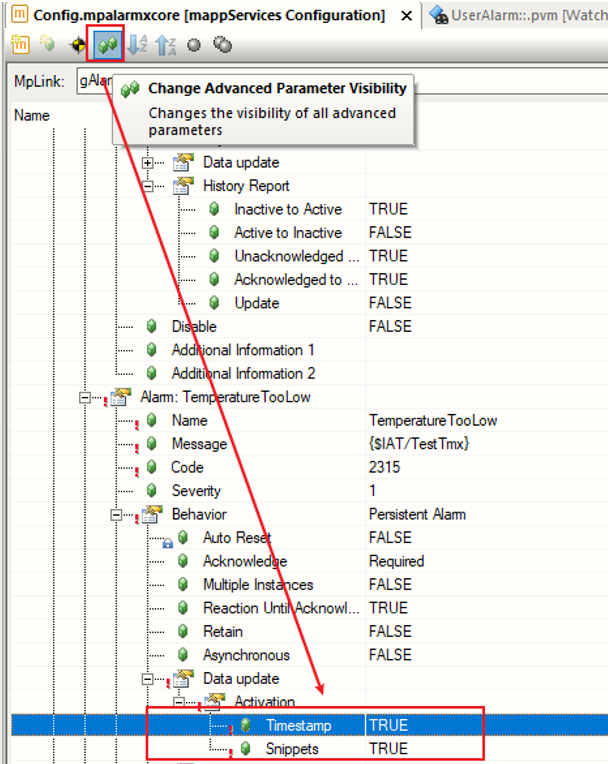 Config.mpalarmxcore [mappServices Configuration] × UserAlarm::.pvm [Watch
MpLink: gAlar
Change Advanced Parameter Visibility
Changes the visibility of all advanced
parameters
Name
Data update
History Report
Inactive to Active TRUE
Active to Inactive FALSE
Unacknowledged ... TRUE
Acknowledged to ... TRUE
Update FALSE
Disable FALSE
Additional Information 1
Additional Information 2
Alarm: TemperatureTooLow
Name TemperatureTooLow
Message {$IAT/TestTmx}
Code 2315
Severity 1
Behavior Persistent Alarm
Auto Reset FALSE
Acknowledge Required
Multiple Instances FALSE
Reaction Until Acknowl... TRUE
Retain FALSE
Asynchronous FALSE
Data update
Activation
Timestamp TRUE
Snippets TRUE